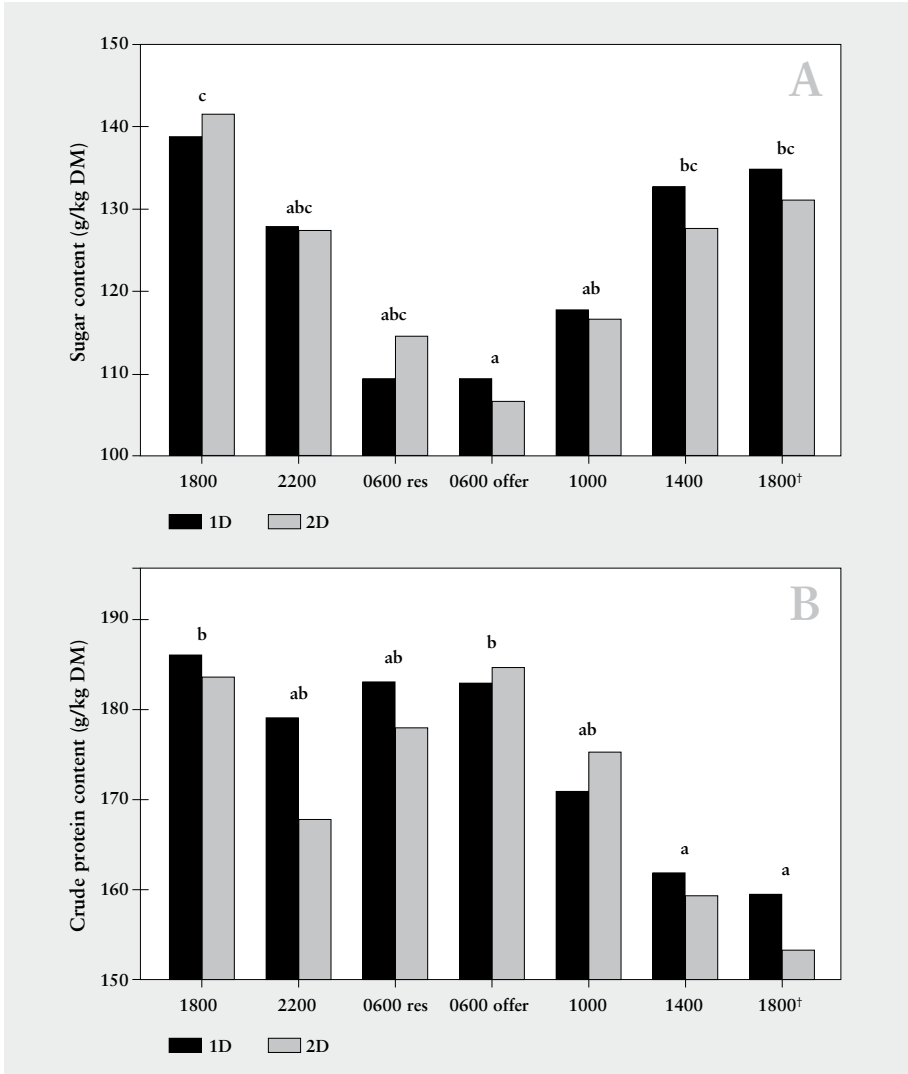 A
Sugar content (g/kg DM)
150
140
130
120
110
100
c
abc
abc
a
ab
bc
bc
1800 2200 0600 res 0600 offer 1000 1400 1800†
1D 2D
B
Crude protein content (g/kg DM)
190
180
170
160
150
b
ab
ab
b
ab
a
a
1800 2200 0600 res 0600 offer 1000 1400 1800†
1D 2D